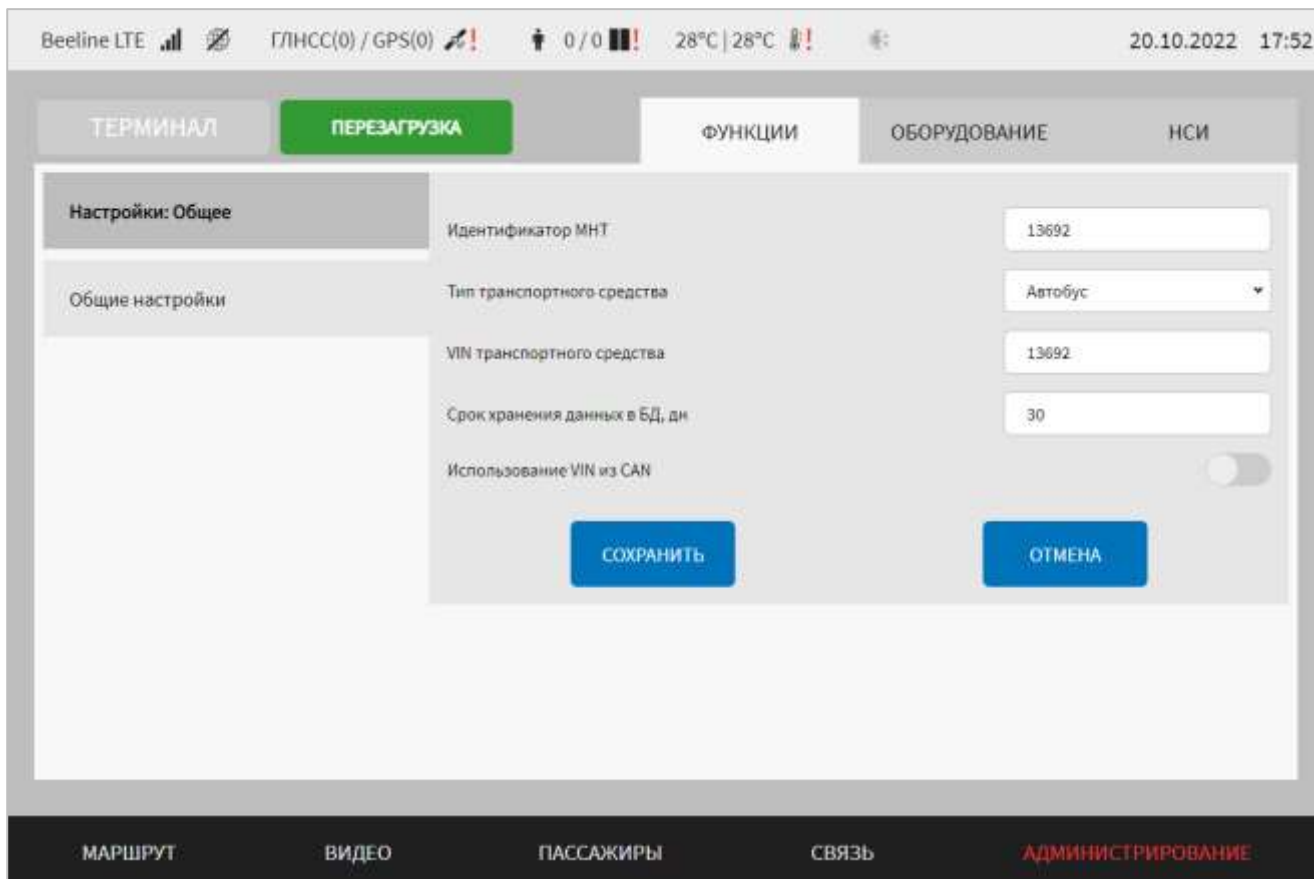 Beeline LTE ГЛНСС(0) / GPS(0) ! 0 / 0 ! 28°C | 28°C ! 20.10.2022 17:52
ТЕРМИНАЛ ПЕРЕЗАГРУЗКА ФУНКЦИИ ОБОРУДОВАНИЕ НСИ
Настройки: Общее
Общие настройки
Идентификатор МНТ 13692
Тип транспортного средства Автобус
VIN транспортного средства 13692
Срок хранения данных в БД, дн 30
Использование VIN из CAN
СОХРАНИТЬ ОТМЕНА
МАРШРУТ ВИДЕО ПАССАЖИРЫ СВЯЗЬ АДМИНИСТРИРОВАНИЕ